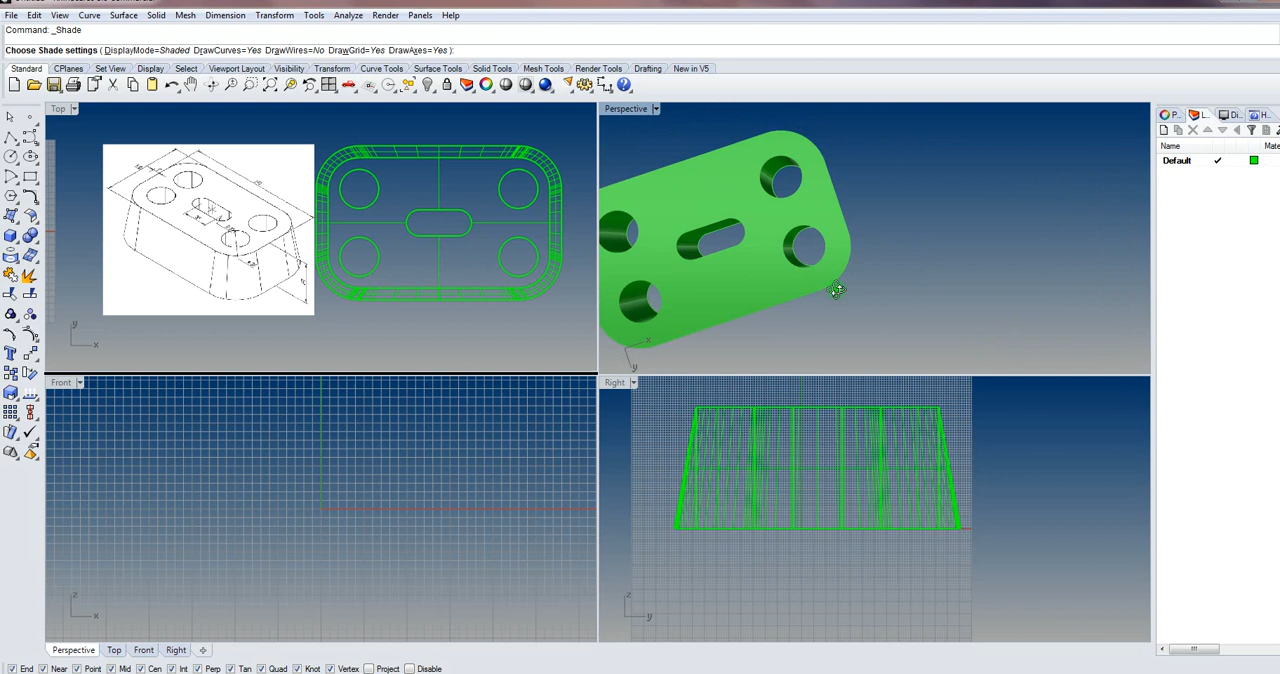 File Edit View Curve Surface Solid Mesh Dimension Transform Tools Analyze Render Panels Help
Command: _Shade
Choose Shade settings ( DisplayMode=Shaded DrawCurves=Yes DrawWires=No DrawGrid=Yes DrawAxes=Yes ):
Standard CPlanes Set View Display Select Viewport Layout Visibility Transform Curve Tools Surface Tools Solid Tools Mesh Tools Render Tools Drafting New in V5
Top Perspective
P... L... Di... H...
Name Mate
Default
y x
x y
Front Right
z x
z y
Perspective Top Front Right
End Near Point Mid Cen Int Perp Tan Quad Knot Vertex Project Disable